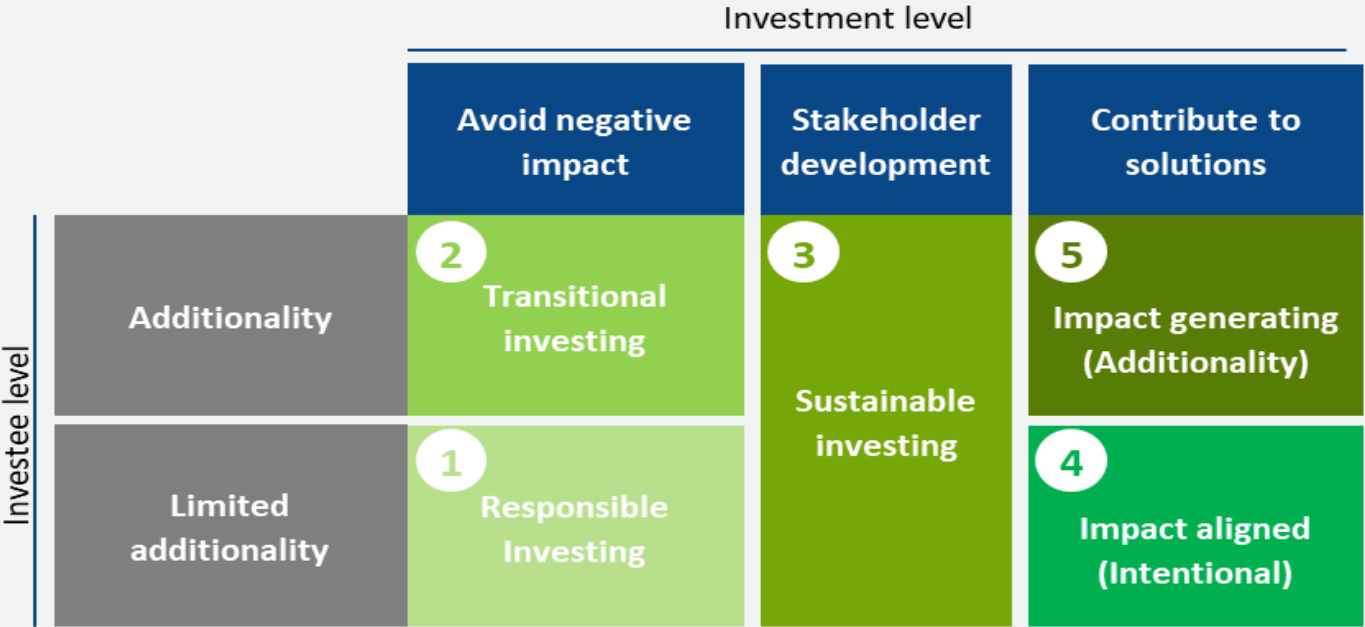 Investment level
Avoid negative
impact
Stakeholder
development
Contribute to
solutions
Investee level
Additionality
2
Transitional
investing
3
Sustainable
investing
5
Impact generating
(Additionality)
Limited
additionality
1
Responsible
Investing
4
Impact aligned
(Intentional)